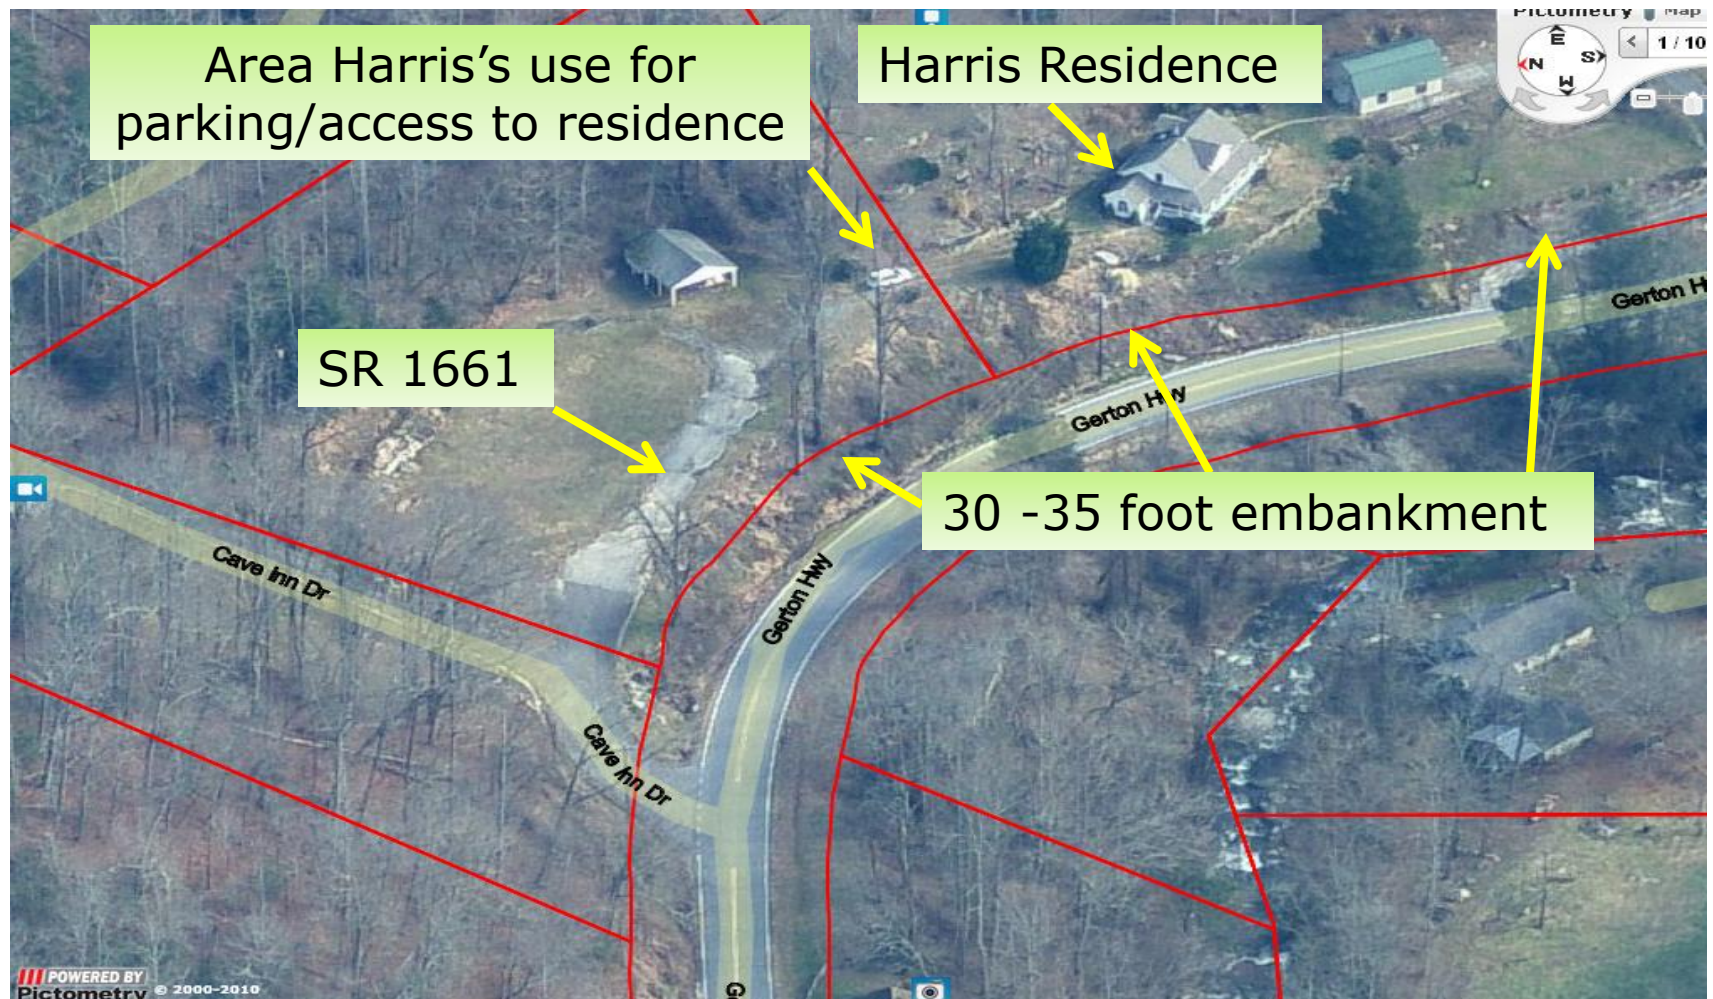 Pictometry Map
E
N S
W
1 / 10
Area Harris's use for
parking/access to residence
Harris Residence
Gerton H
SR 1661
Gerton Hwy
30 -35 foot embankment
Cave Inn Dr
Gerton Hwy
Cave Inn Dr
G
POWERED BY
Pictometry © 2000-2010